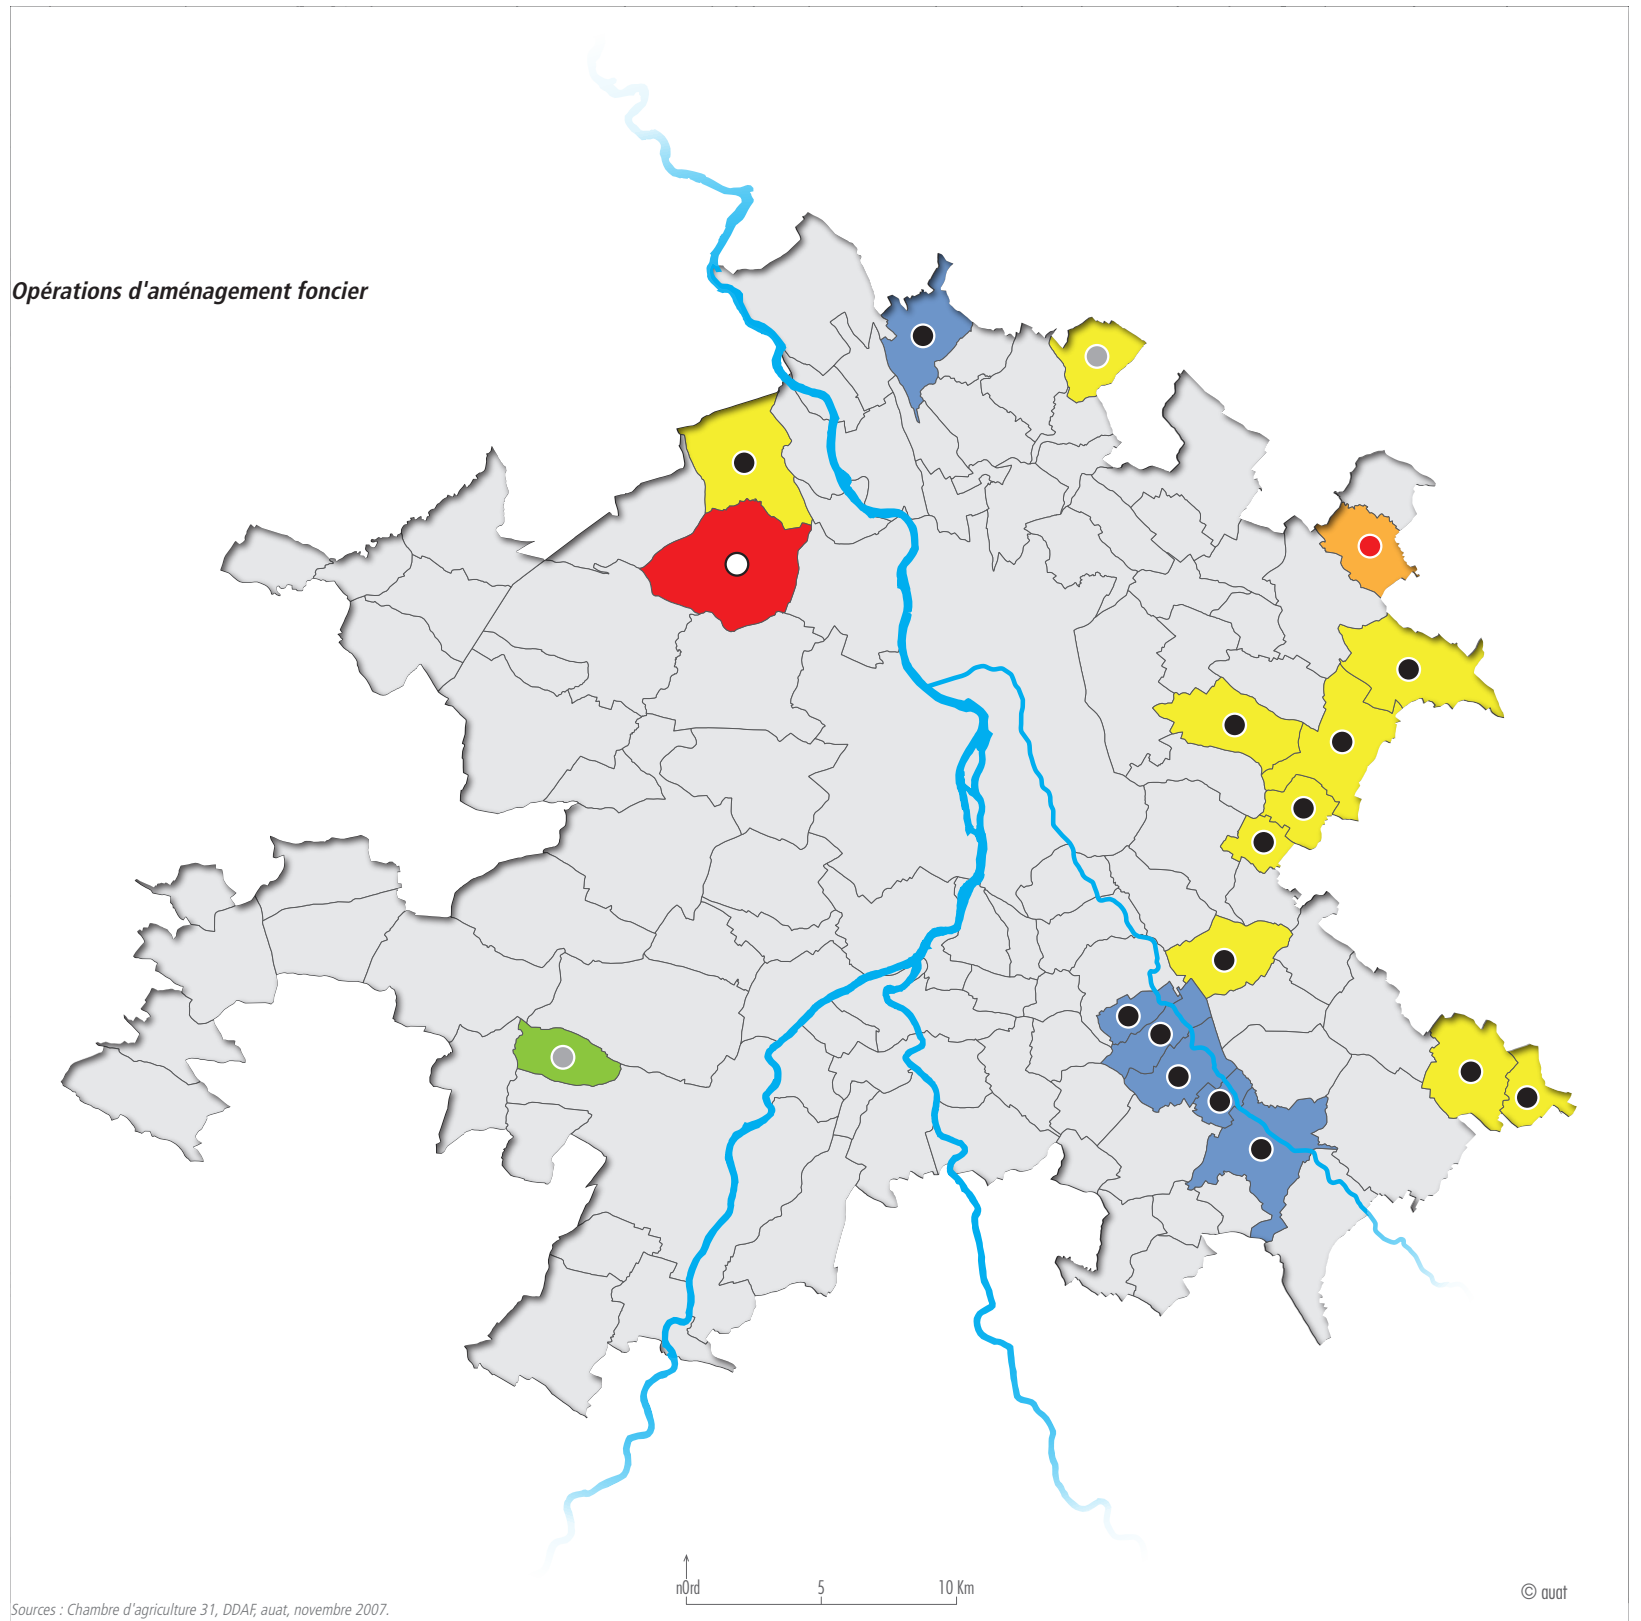 Opérations d'aménagement foncier
nOrd 5 10 Km
© auat
Sources : Chambre d'agriculture 31, DDAF, auat, novembre 2007.